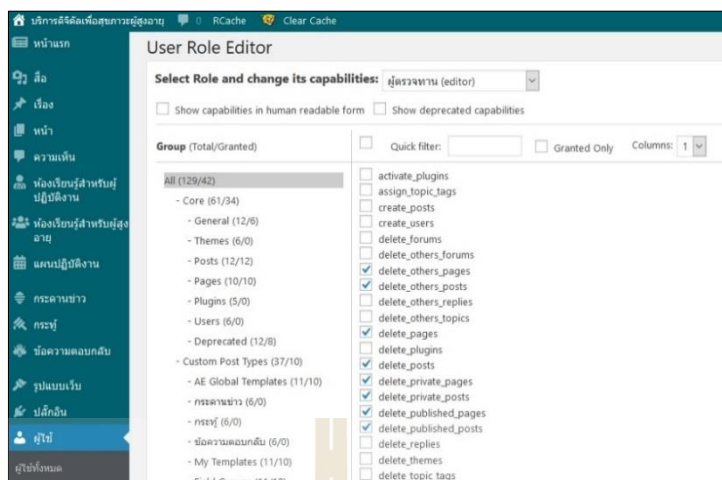 บริการดิจิตัลเพื่อสุขภาวะผู้สูงอายุ 0 RCache Clear Cache
หน้าแรก
สื่อ
เรื่อง
หน้า
ความเห็น
ห้องเรียนรู้สำหรับผู้
ปฏิบัติงาน
ห้องเรียนรู้สำหรับผู้สูง
อายุ
แผนปฏิบัติงาน
กระดานข่าว
กระทู้
ข้อความตอบกลับ
รูปแบบเว็บ
ปลั๊กอิน
ผู้ใช้
ผู้ใช้ทั้งหมด
User Role Editor
Select Role and change its capabilities: ผู้ตรวจทาน (editor)
Show capabilities in human readable form Show deprecated capabilities
Group (Total/Granted)
Quick filter: Granted Only Columns: 1
All (129/42)
- Core (61/34)
- General (12/6)
- Themes (6/0)
- Posts (12/12)
- Pages (10/10)
- Plugins (5/0)
- Users (6/0)
- Deprecated (12/8)
- Custom Post Types (37/10)
- AE Global Templates (11/10)
- กระดานข่าว (6/0)
- กระทู้ (6/0)
- ข้อความตอบกลับ (6/0)
- My Templates (11/10)
activate_plugins
assign_topic_tags
create_posts
create_users
delete_forums
delete_others_forums
delete_others_pages
delete_others_posts
delete_others_replies
delete_others_topics
delete_pages
delete_plugins
delete_posts
delete_private_pages
delete_private_posts
delete_published_pages
delete_published_posts
delete_replies
delete_themes
delete_topic_tags